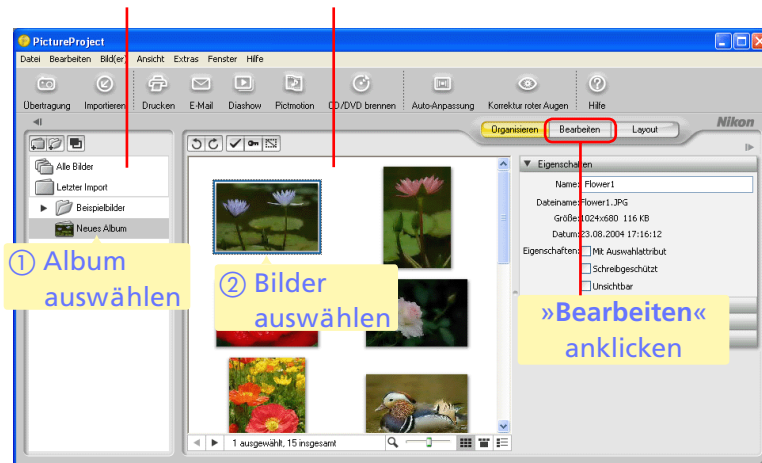 PictureProject
Datei Bearbeiten Bild(er) Ansicht Extras Fenster Hilfe
Übertragung Importieren Drucken E-Mail Diashow Pictmotion CD/DVD brennen Auto-Anpassung Korrektur roter Augen Hilfe
Organisieren Bearbeiten Layout
Nikon
Alle Bilder
Letzter Import
Beispielbilder
Neues Album
① Album
auswählen
② Bilder
auswählen
Eigenschaften
Name: Flower1
Dateiname: Flower1.JPG
Größe: 1024x680 116 KB
Datum: 23.08.2004 17:16:12
Eigenschaften: Mit Auswahlattribut
Schreibgeschützt
Unsichtbar
»Bearbeiten«
anklicken
1 ausgewählt, 15 insgesamt